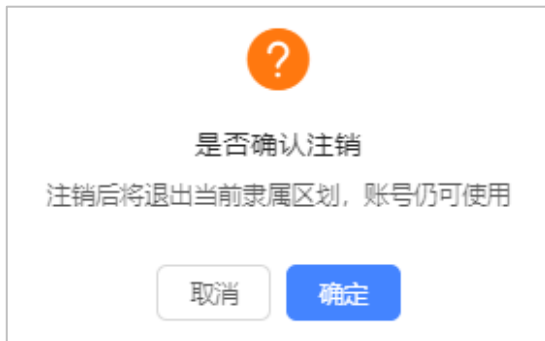 ?
是否确认注销
注销后将退出当前隶属区划，账号仍可使用
取消
确定